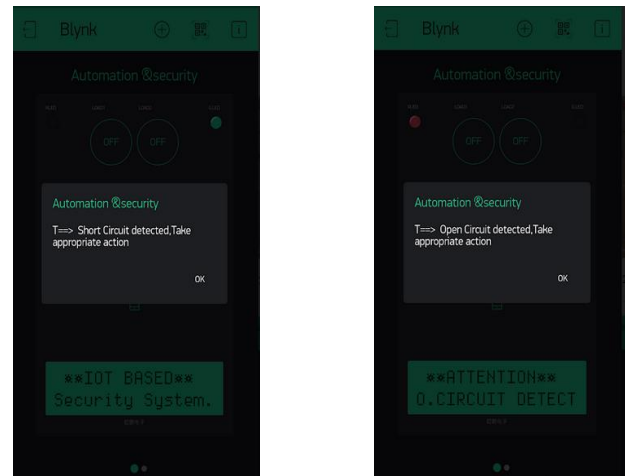 Blynk
Automation &security
OFF
OFF
Automation &security
T==> Short Circuit detected,Take
appropriate action
OK
**IOT BASED**
Security System.
Blynk
Automation &security
OFF
OFF
Automation &security
T==> Open Circuit detected,Take
appropriate action
OK
**ATTENTION**
O.CIRCUIT DETECT